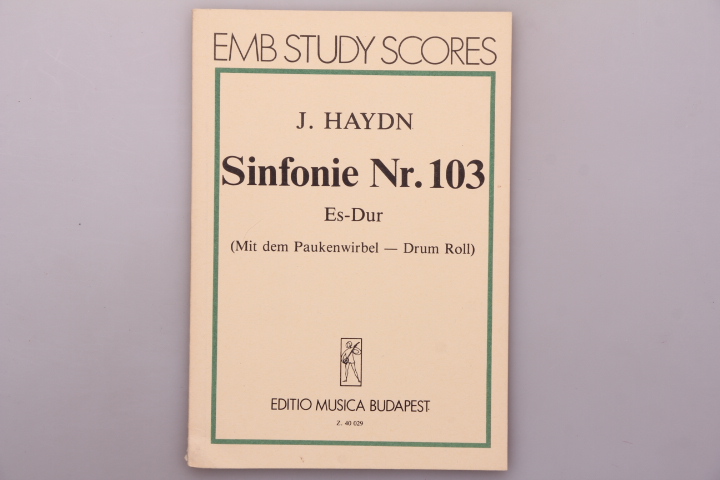 EMB STUDY SCORES
J. HAYDN
Sinfonie Nr. 103
Es-Dur
(Mit dem Paukenwirbel — Drum Roll)
EDITIO MUSICA BUDAPEST
Z. 40 029